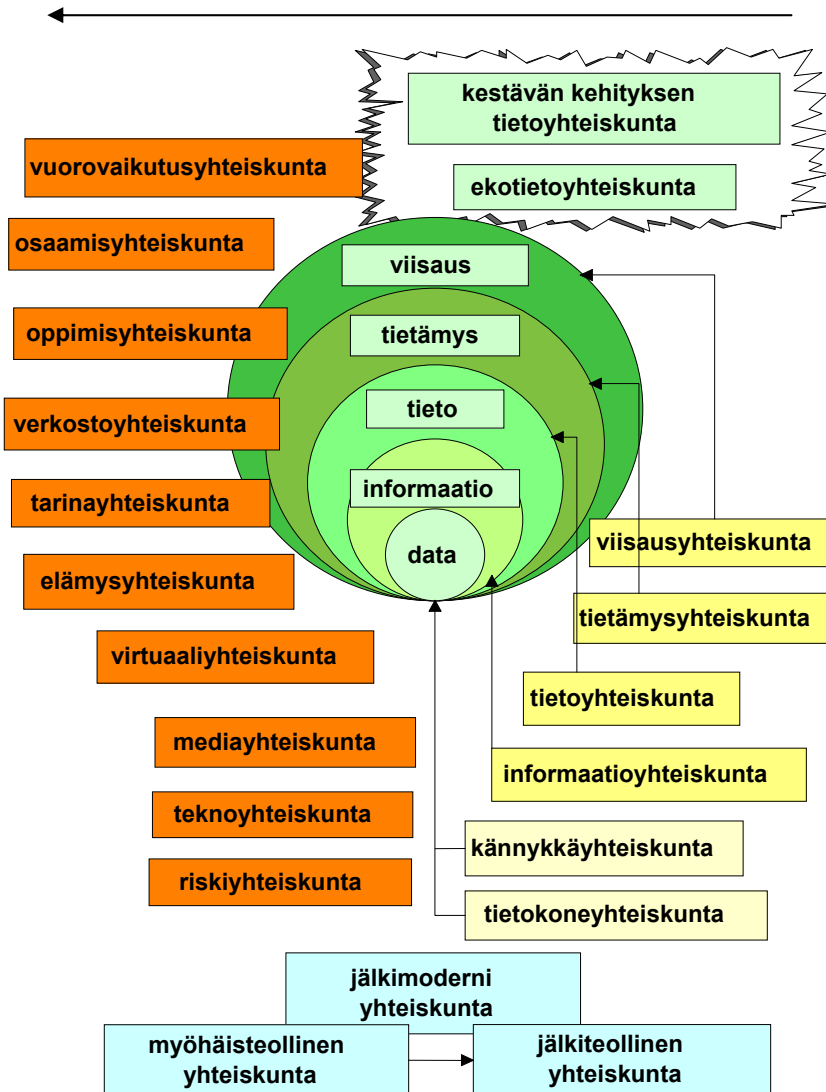 kestävän kehityksen
tietoyhteiskunta
vuorovaikutusyhteiskunta
ekotietoyhteiskunta
osaamisyhteiskunta
viisaus
oppimisyhteiskunta
tietämys
verkostoyhteiskunta
tieto
tarinayhteiskunta
informaatio
data
viisausyhteiskunta
elämysyhteiskunta
tietämysyhteiskunta
virtuaaliyhteiskunta
tietoyhteiskunta
mediayhteiskunta
informaatioyhteiskunta
teknoyhteiskunta
kännykkäyhteiskunta
riskiyhteiskunta
tietokoneyhteiskunta
jälkimoderni
yhteiskunta
myöhäisteollinen
yhteiskunta
jälkiteollinen
yhteiskunta